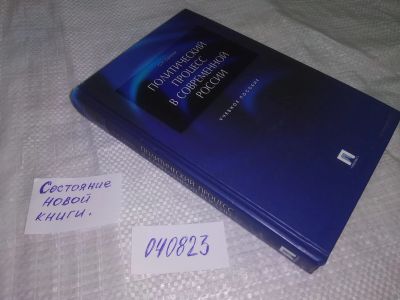 ПОЛИТИЧЕСКИЙ
ПРОЦЕСС
В СОВРЕМЕННОЙ
РОССИИ
УЧЕБНОЕ ПОСОБИЕ
ПОЛИТИЧЕСКИЙ ПРОЦЕСС
Состояние
новой
книги.
040823